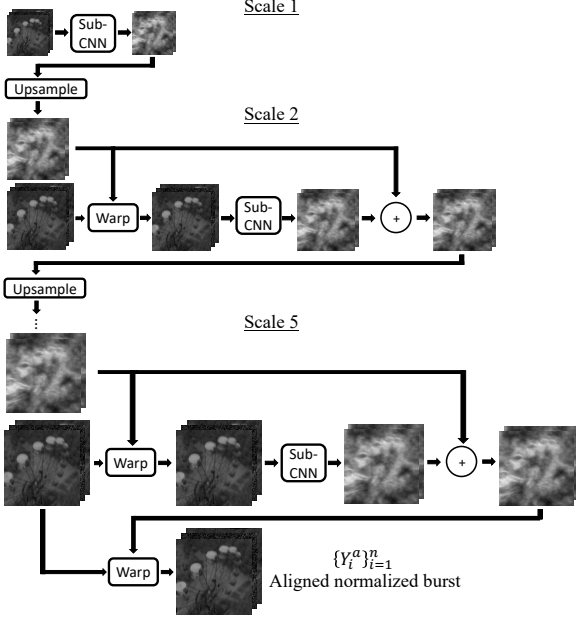 Scale 1
Sub-
CNN
Upsample
Scale 2
Warp
Sub-
CNN
+
Upsample
⋮
Scale 5
Warp
Sub-
CNN
+
Warp
{Y_i^a}_{i=1}^n
Aligned normalized burst